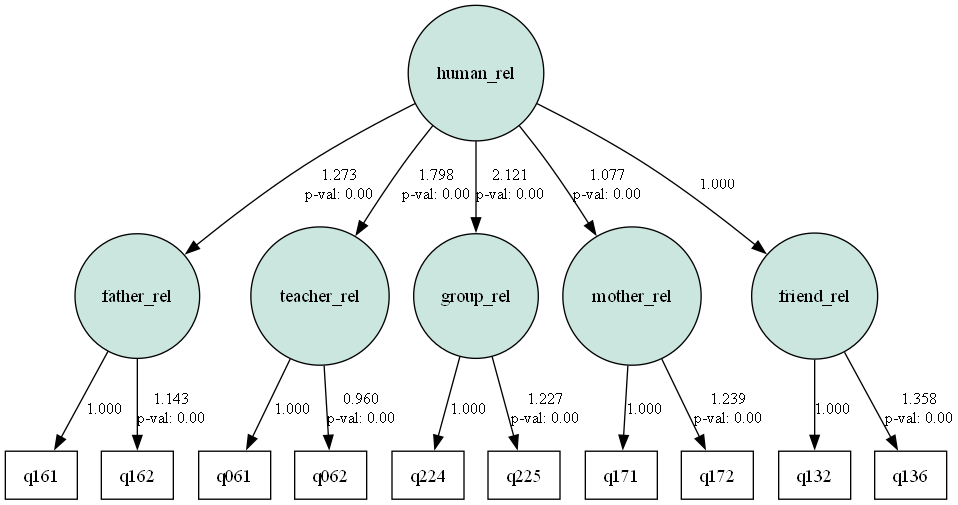 human_rel
1.273
p-val: 0.00
1.798
p-val: 0.00
2.121
p-val: 0.00
1.077
p-val: 0.00
1.000
father_rel
teacher_rel
group_rel
mother_rel
friend_rel
1.000
1.143
p-val: 0.00
1.000
0.960
p-val: 0.00
1.000
1.227
p-val: 0.00
1.000
1.239
p-val: 0.00
1.000
1.358
p-val: 0.00
q161
q162
q061
q062
q224
q225
q171
q172
q132
q136